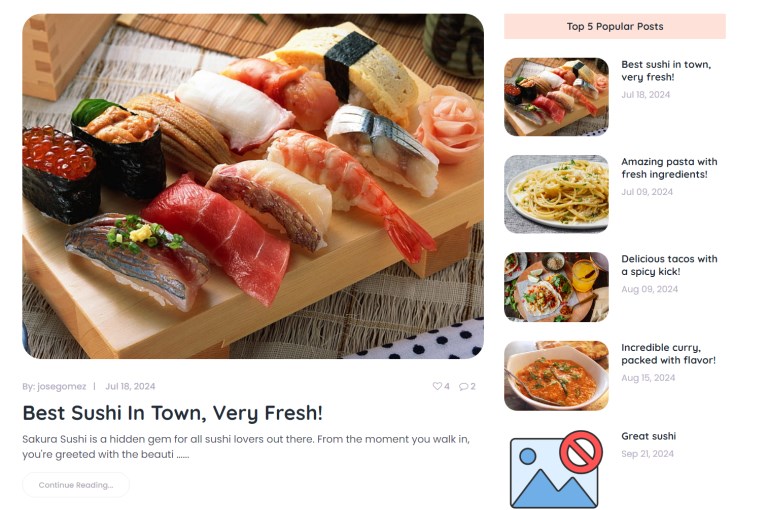 By: josegomez | Jul 18, 2024
4 2
Best Sushi In Town, Very Fresh!
Sakura Sushi is a hidden gem for all sushi lovers out there. From the moment you walk in,
you're greeted with the beauti ......
Continue Reading...
Top 5 Popular Posts
Best sushi in town,
very fresh!
Jul 18, 2024
Amazing pasta with
fresh ingredients!
Jul 09, 2024
Delicious tacos with
a spicy kick!
Aug 09, 2024
Incredible curry,
packed with flavor!
Aug 15, 2024
Great sushi
Sep 21, 2024